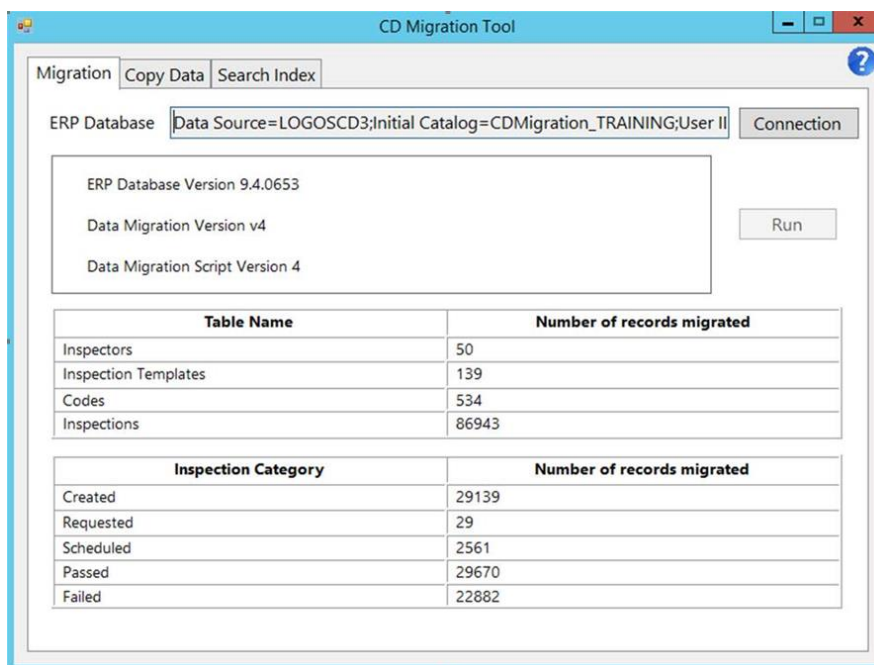 CD Migration Tool
Migration Copy Data Search Index
ERP Database Data Source=LOGOSCD3;Initial Catalog=CDMigration_TRAINING;User II Connection
ERP Database Version 9.4.0653
Data Migration Version v4 Run
Data Migration Script Version 4
Table Name Number of records migrated
Inspectors 50
Inspection Templates 139
Codes 534
Inspections 86943
Inspection Category Number of records migrated
Created 29139
Requested 29
Scheduled 2561
Passed 29670
Failed 22882